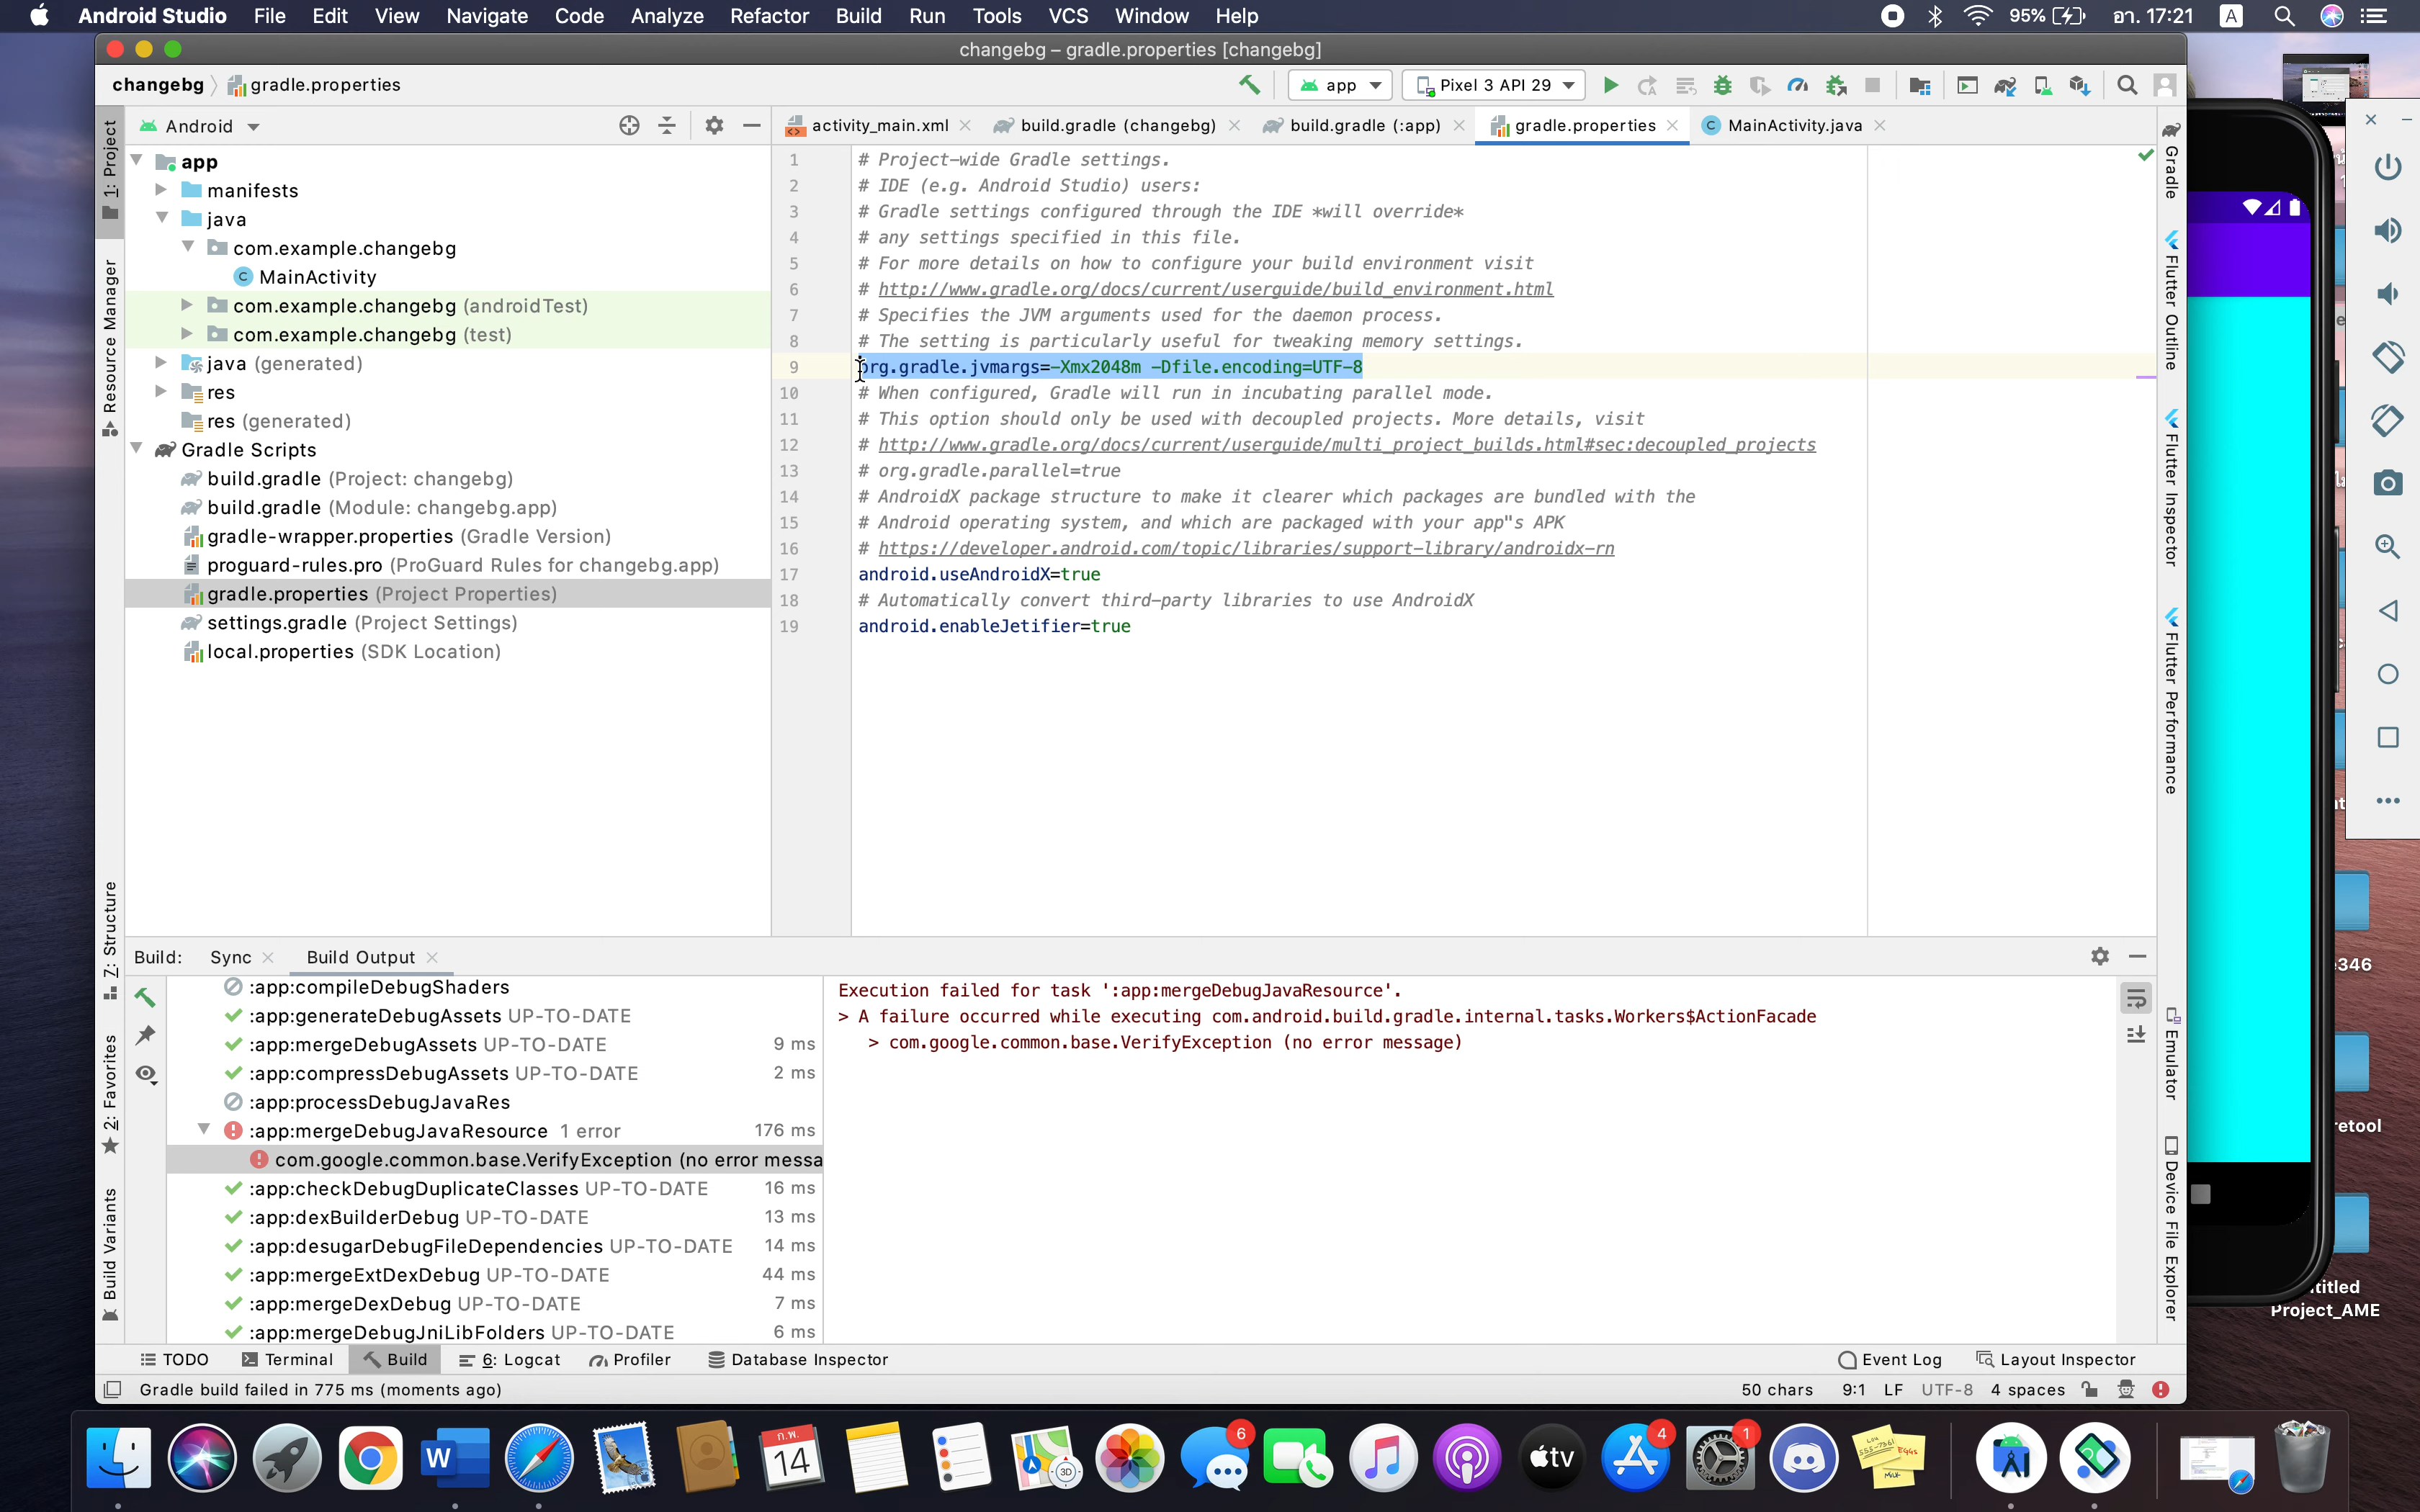 Android Studio File Edit View Navigate Code Analyze Refactor Build Run Tools VCS Window Help 95% อา. 17:21 A
changebg – gradle.properties [changebg]
changebg gradle.properties app Pixel 3 API 29
Android
activity_main.xml build.gradle (changebg) build.gradle (:app) gradle.properties MainActivity.java
1: Project
Resource Manager
7: Structure
2: Favorites
Build Variants
app
manifests
java
com.example.changebg
MainActivity
com.example.changebg (androidTest)
com.example.changebg (test)
java (generated)
res
res (generated)
Gradle Scripts
build.gradle (Project: changebg)
build.gradle (Module: changebg.app)
gradle-wrapper.properties (Gradle Version)
proguard-rules.pro (ProGuard Rules for changebg.app)
gradle.properties (Project Properties)
settings.gradle (Project Settings)
local.properties (SDK Location)
1 # Project-wide Gradle settings.
2 # IDE (e.g. Android Studio) users:
3 # Gradle settings configured through the IDE *will override*
4 # any settings specified in this file.
5 # For more details on how to configure your build environment visit
6 # http://www.gradle.org/docs/current/userguide/build_environment.html
7 # Specifies the JVM arguments used for the daemon process.
8 # The setting is particularly useful for tweaking memory settings.
9 org.gradle.jvmargs=-Xmx2048m -Dfile.encoding=UTF-8
10 # When configured, Gradle will run in incubating parallel mode.
11 # This option should only be used with decoupled projects. More details, visit
12 # http://www.gradle.org/docs/current/userguide/multi_project_builds.html#sec:decoupled_projects
13 # org.gradle.parallel=true
14 # AndroidX package structure to make it clearer which packages are bundled with the
15 # Android operating system, and which are packaged with your app"s APK
16 # https://developer.android.com/topic/libraries/support-library/androidx-rn
17 android.useAndroidX=true
18 # Automatically convert third-party libraries to use AndroidX
19 android.enableJetifier=true
Gradle
Flutter Outline
Flutter Inspector
Flutter Performance
Emulator
Device File Explorer
Build: Sync Build Output
:app:compileDebugShaders
:app:generateDebugAssets UP-TO-DATE
:app:mergeDebugAssets UP-TO-DATE 9 ms
:app:compressDebugAssets UP-TO-DATE 2 ms
:app:processDebugJavaRes
:app:mergeDebugJavaResource 1 error 176 ms
com.google.common.base.VerifyException (no error messa
:app:checkDebugDuplicateClasses UP-TO-DATE 16 ms
:app:dexBuilderDebug UP-TO-DATE 13 ms
:app:desugarDebugFileDependencies UP-TO-DATE 14 ms
:app:mergeExtDexDebug UP-TO-DATE 44 ms
:app:mergeDexDebug UP-TO-DATE 7 ms
:app:mergeDebugJniLibFolders UP-TO-DATE 6 ms
Execution failed for task ':app:mergeDebugJavaResource'.
> A failure occurred while executing com.android.build.gradle.internal.tasks.Workers$ActionFacade
> com.google.common.base.VerifyException (no error message)
TODO Terminal Build 6: Logcat Profiler Database Inspector Event Log Layout Inspector
Gradle build failed in 775 ms (moments ago) 50 chars 9:1 LF UTF-8 4 spaces
346
retool
titled
Project_AME
W
ก.พ.
14
3D
6
tv
4
1
EGGS
MILK